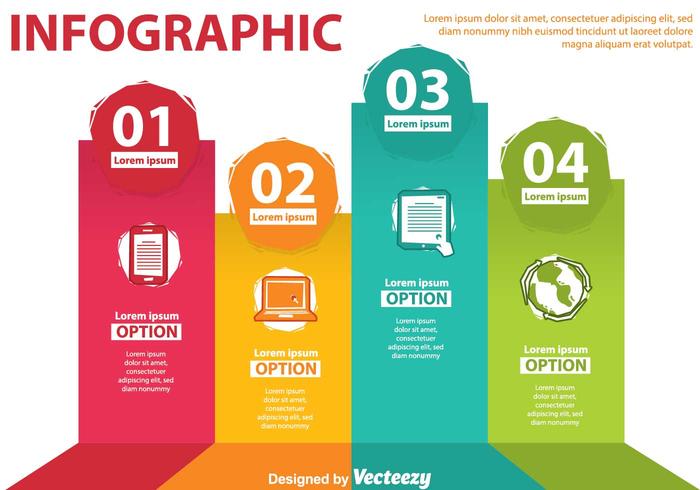 INFOGRAPHIC
Lorem ipsum dolor sit amet, consectetuer adipiscing elit, sed
diam nonummy nibh euismod tincidunt ut laoreet dolore
magna aliquam erat volutpat.
01
Lorem ipsum
Lorem ipsum
OPTION
Lorem ipsum
dolor sit amet,
consectetuer
adipiscing elit, sed
diam nonummy
02
Lorem ipsum
Lorem ipsum
OPTION
Lorem ipsum
dolor sit amet,
consectetuer
adipiscing elit, sed
diam nonummy
03
Lorem ipsum
Lorem ipsum
OPTION
Lorem ipsum
dolor sit amet,
consectetuer
adipiscing elit, sed
diam nonummy
04
Lorem ipsum
Lorem ipsum
OPTION
Lorem ipsum
dolor sit amet,
consectetuer
adipiscing elit, sed
diam nonummy
Designed by Vecteezy